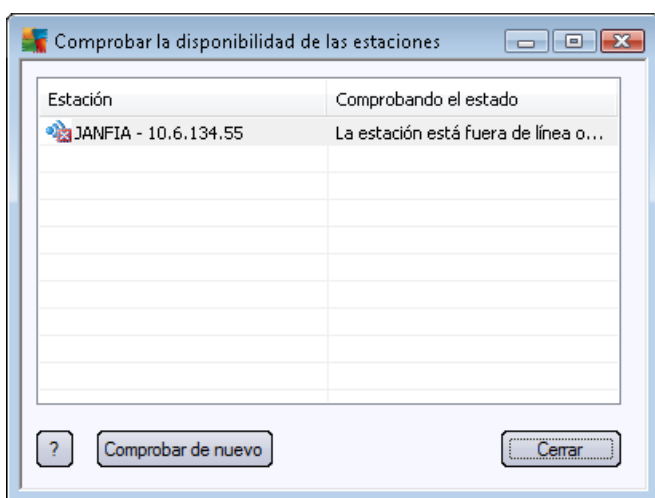 Comprobar la disponibilidad de las estaciones
Estación Comprobando el estado
JANFIA - 10.6.134.55 La estación está fuera de línea o...
? Comprobar de nuevo Cerrar